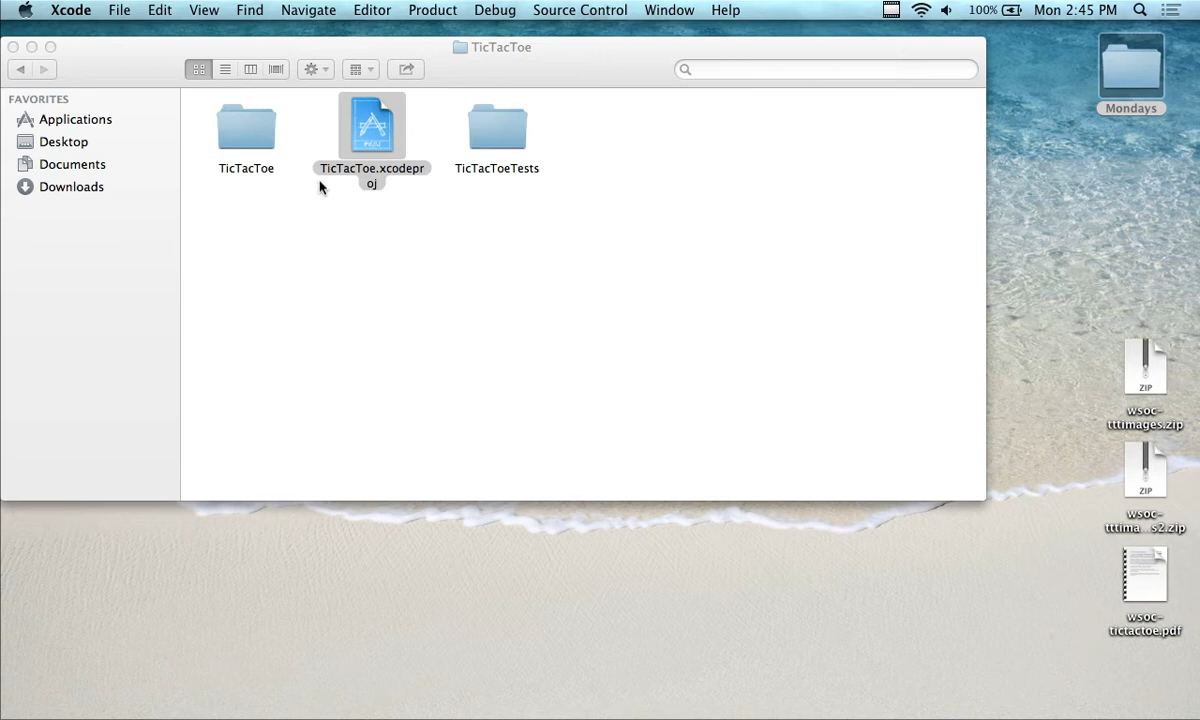 Xcode File Edit View Find Navigate Editor Product Debug Source Control Window Help 100% Mon 2:45 PM
TicTacToe
FAVORITES
Applications
Desktop
Documents
Downloads
TicTacToe
TicTacToe.xcodepr
oj
TicTacToeTests
Mondays
ZIP
wsoc-
tttimages.zip
ZIP
wsoc-
tttima...s2.zip
wsoc-
tictactoe.pdf